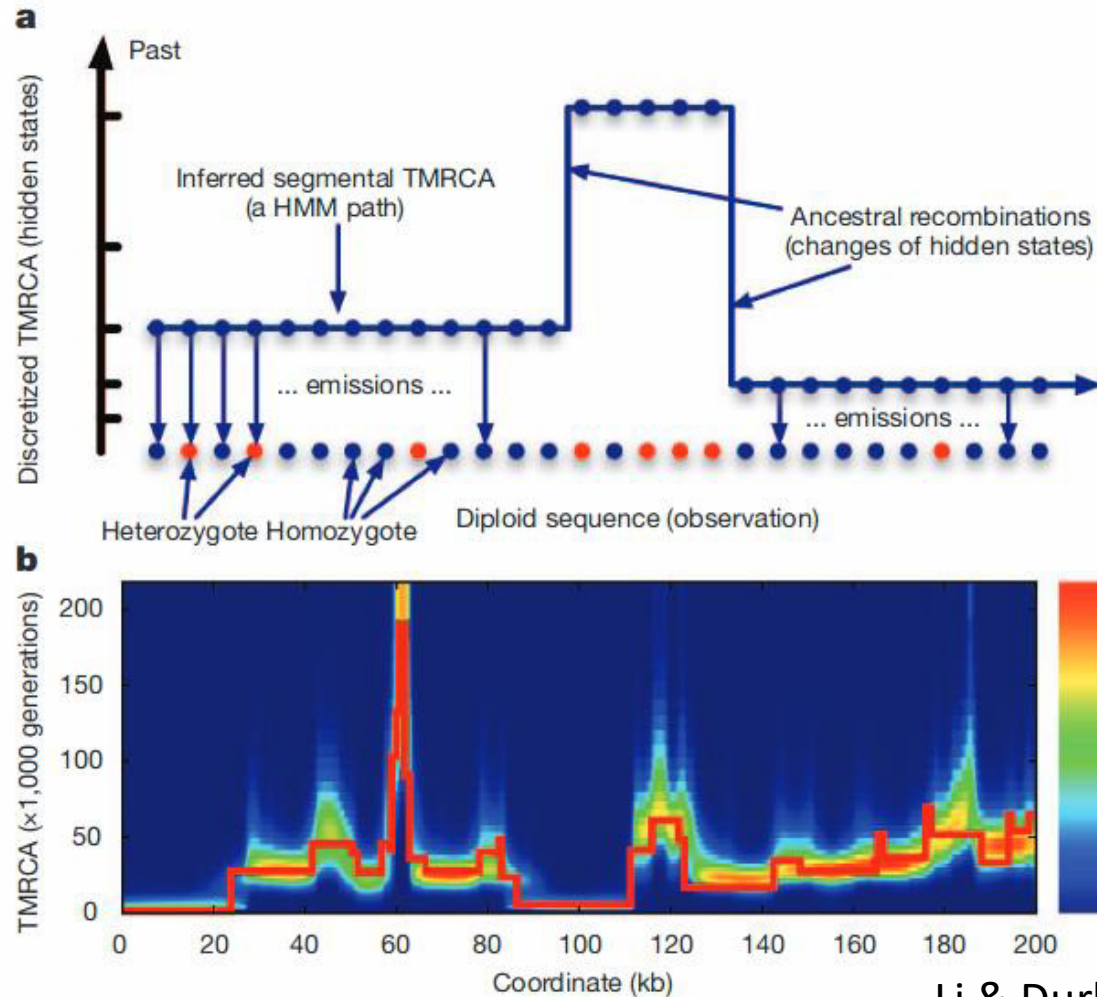 a
Past
Discretized TMRCA (hidden states)
Inferred segmental TMRCA
(a HMM path)
Ancestral recombinations
(changes of hidden states)
... emissions ...
... emissions ...
Heterozygote Homozygote
Diploid sequence (observation)
b
TMRCA (×1,000 generations)
200
150
100
50
0
0 20 40 60 80 100 120 140 160 180 200
Coordinate (kb)
Li &